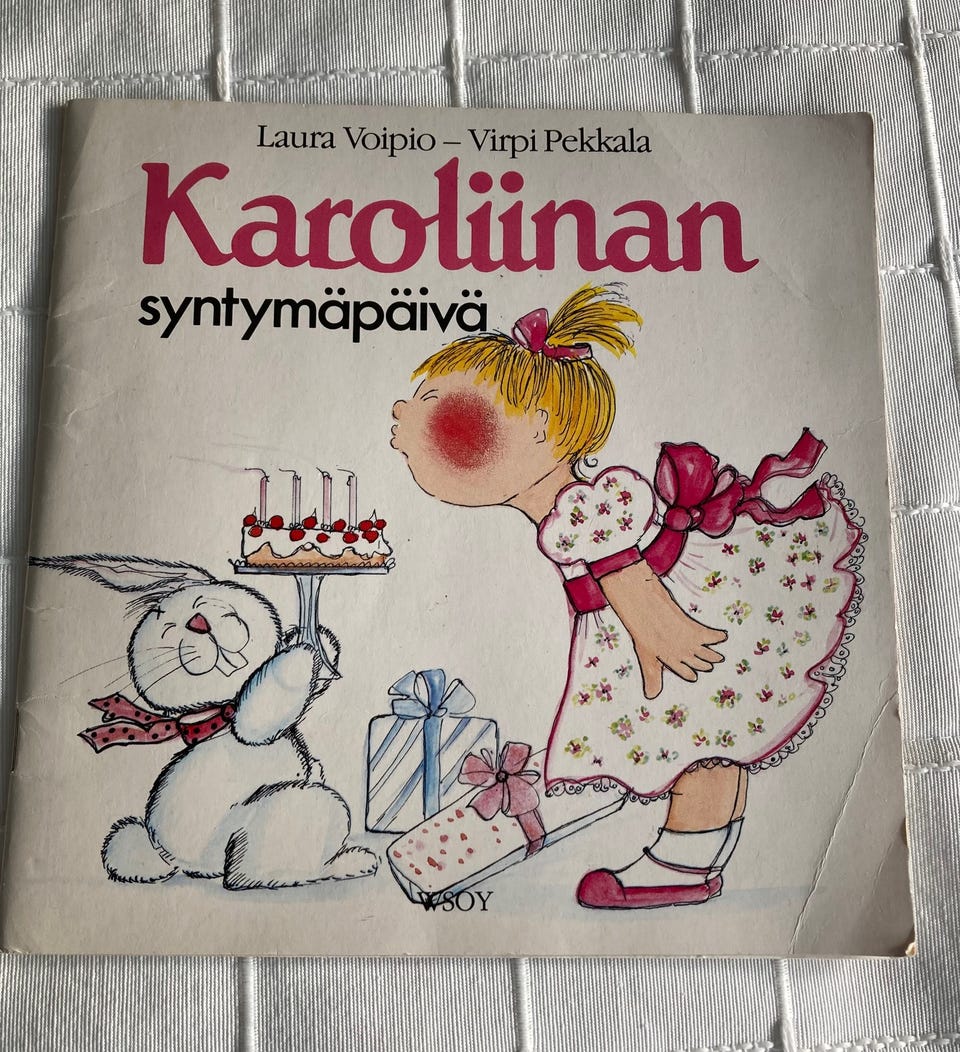 Laura Voipio – Virpi Pekkala
Karoliinan
syntymäpäivä
WSOY